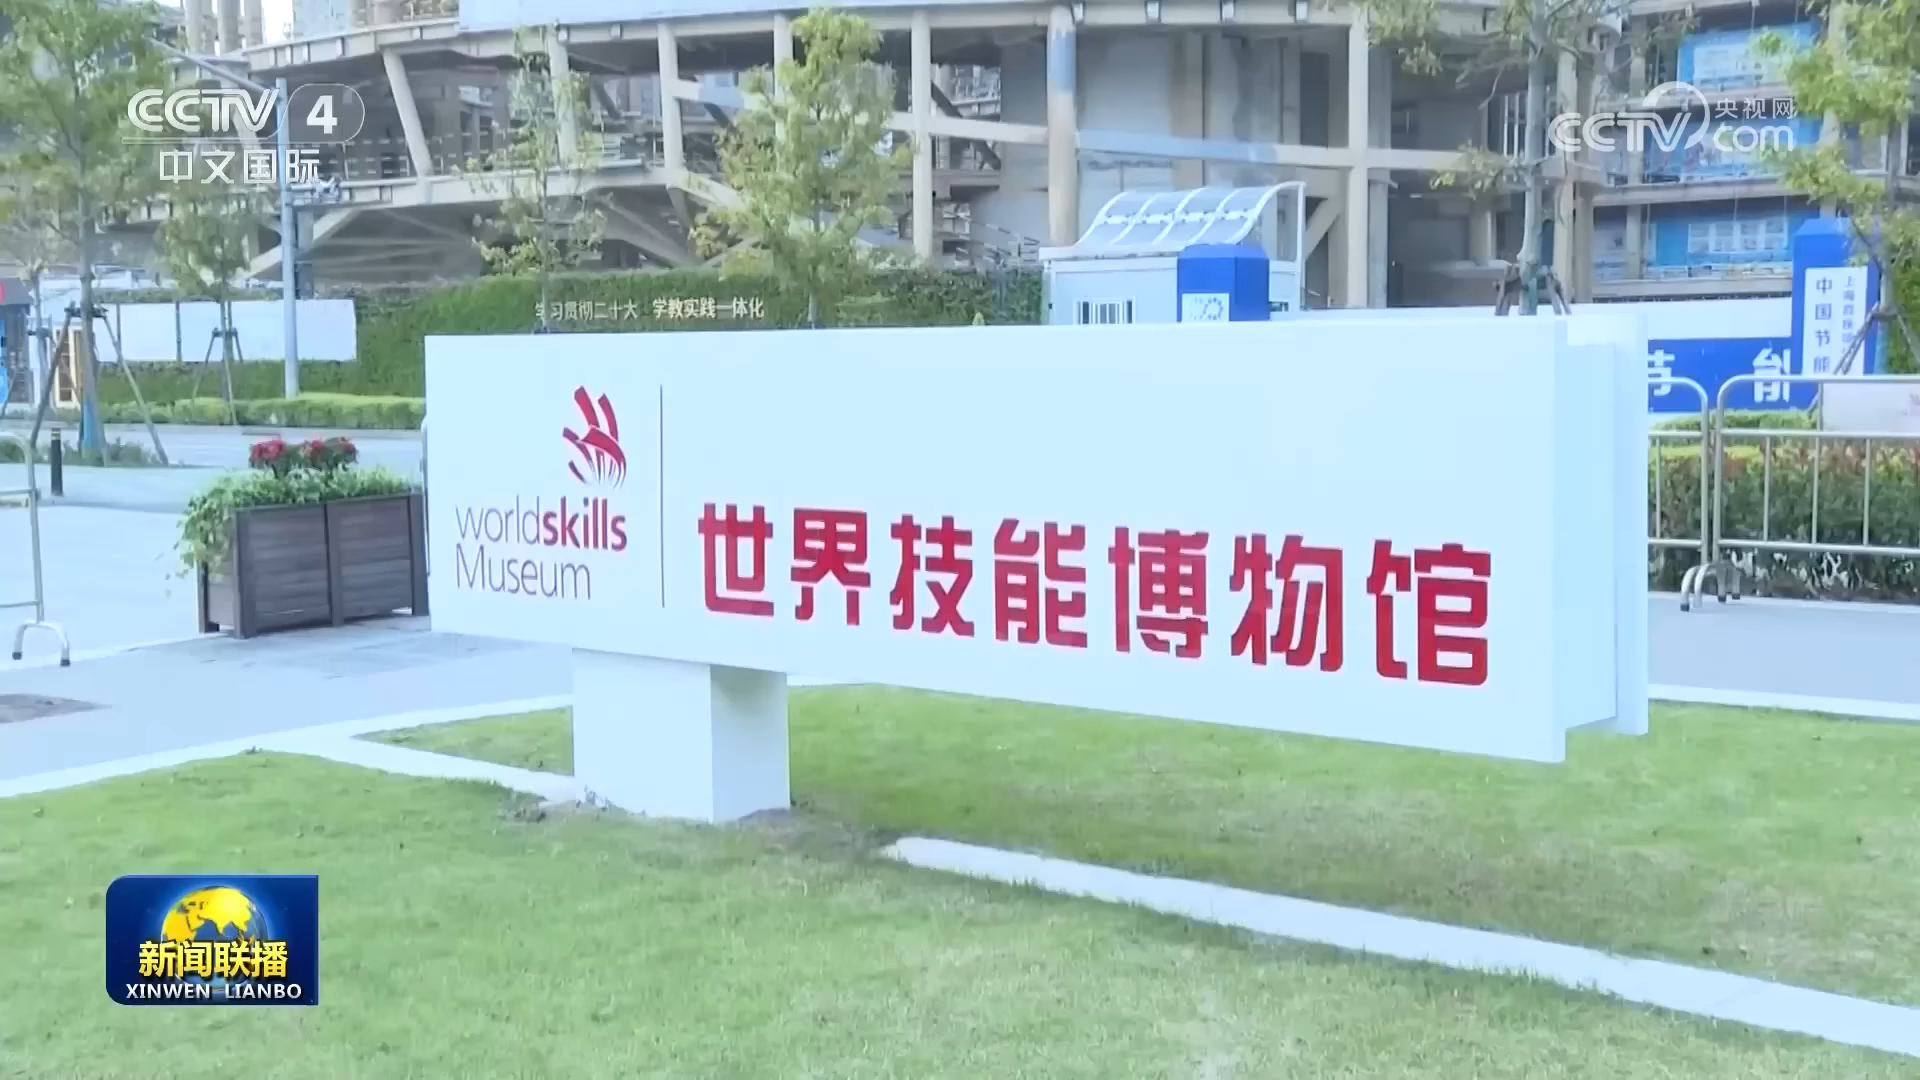 CCTV 4
中文国际
央视网
CCTV.com
学习贯彻二十大 学教实践一体化
中国节能
节能
worldskills
Museum
世界技能博物馆
新闻联播
XINWEN LIANBO